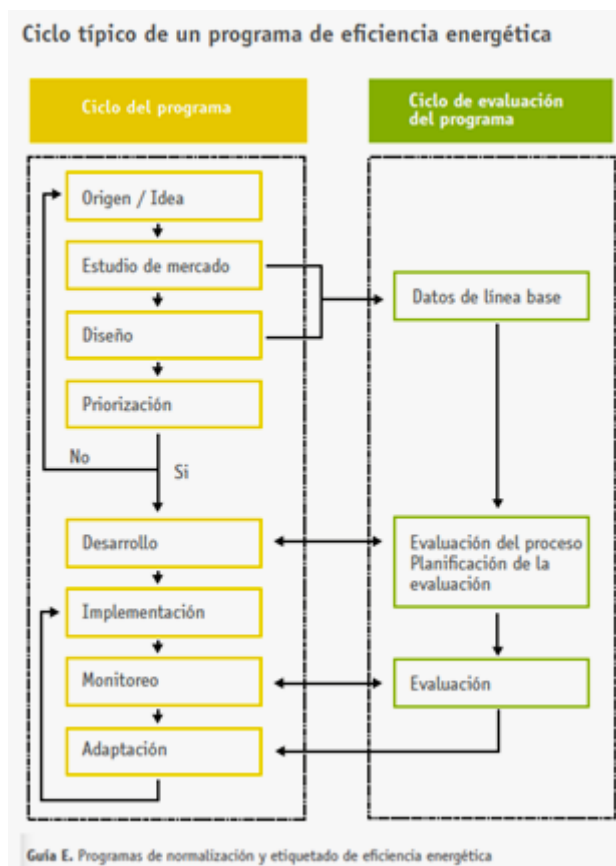 Ciclo típico de un programa de eficiencia energética
Ciclo del programa
Ciclo de evaluación
del programa
Origen / Idea
Estudio de mercado
Datos de línea base
Diseño
Priorización
No
Si
Desarrollo
Evaluación del proceso
Planificación de la
evaluación
Implementación
Monitoreo
Evaluación
Adaptación
Guía E. Programas de normalización y etiquetado de eficiencia energética